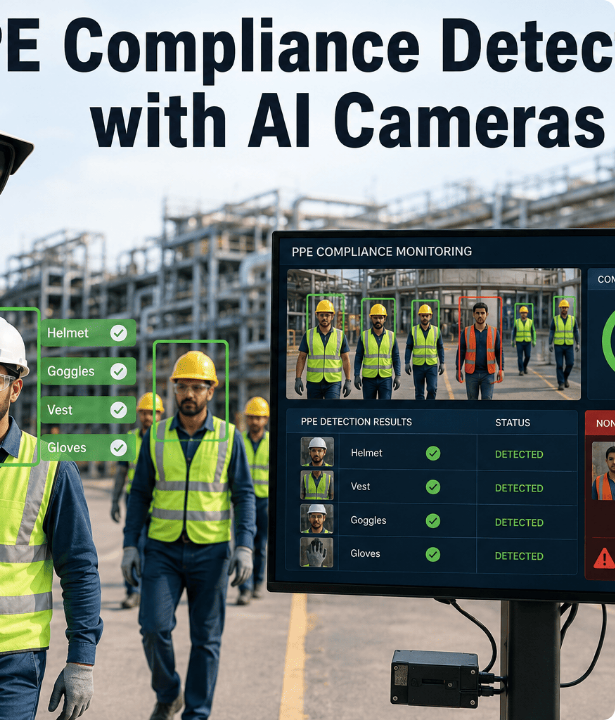 PE Compliance Detec
with AI Cameras
Helmet
Goggles
Vest
Gloves
PPE COMPLIANCE MONITORING
COM
PPE DETECTION RESULTS STATUS
Helmet DETECTED
Vest DETECTED
Goggles DETECTED
Gloves DETECTED
NON